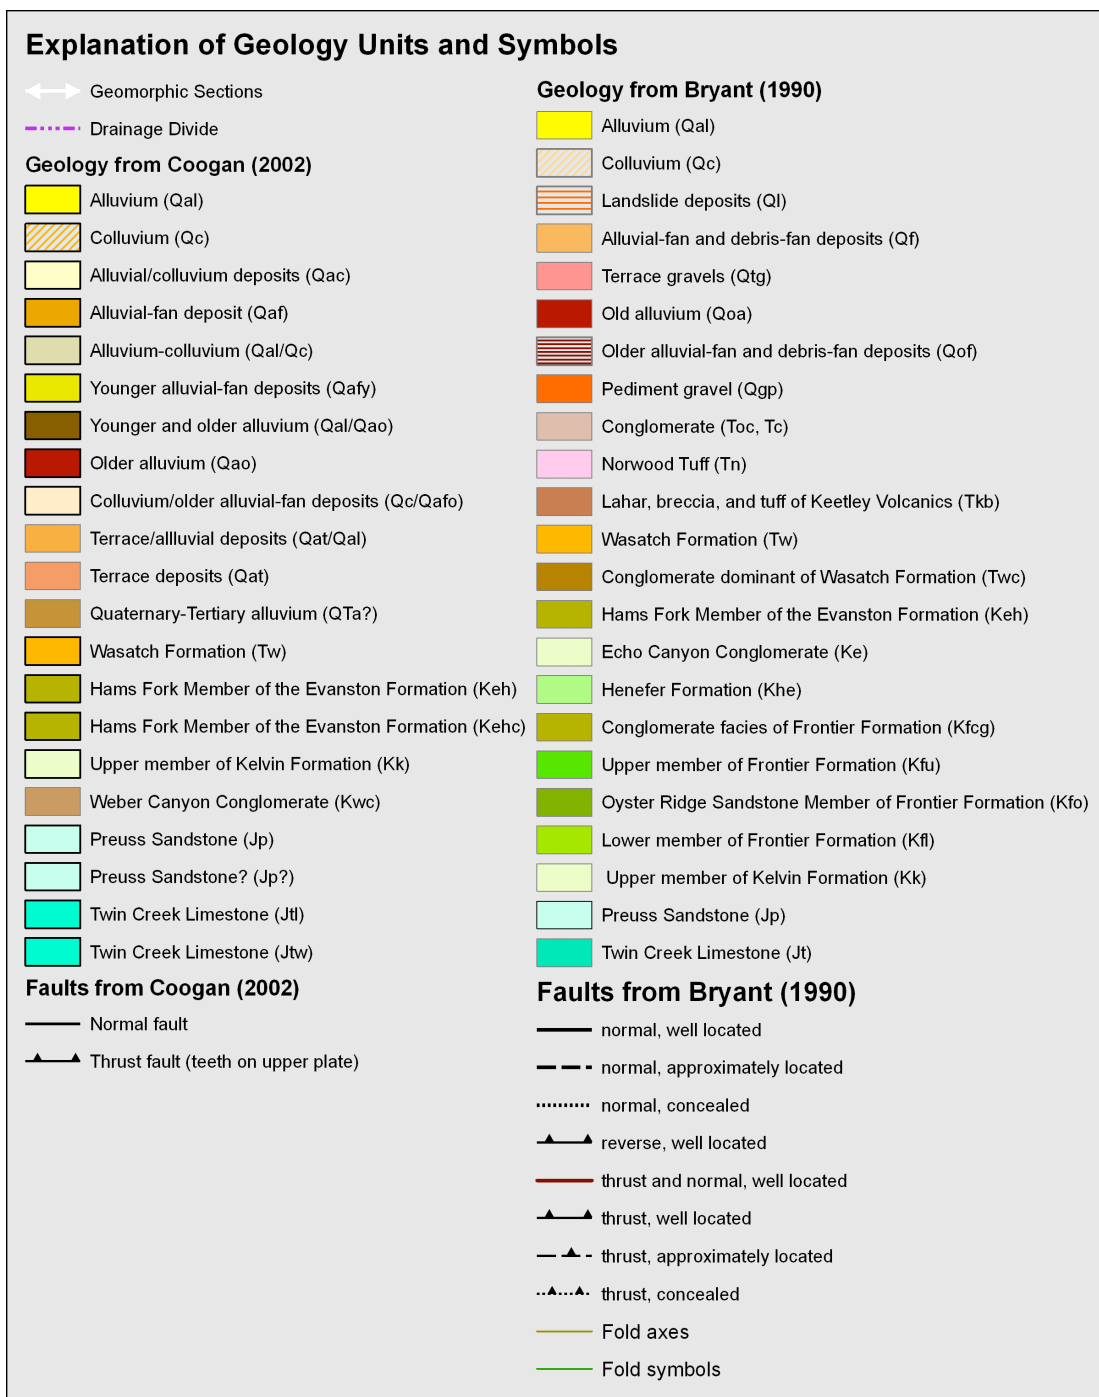 Explanation of Geology Units and Symbols
Geomorphic Sections
Drainage Divide
Geology from Coogan (2002)
Alluvium (Qal)
Colluvium (Qc)
Alluvial/colluvium deposits (Qac)
Alluvial-fan deposit (Qaf)
Alluvium-colluvium (Qal/Qc)
Younger alluvial-fan deposits (Qafy)
Younger and older alluvium (Qal/Qao)
Older alluvium (Qao)
Colluvium/older alluvial-fan deposits (Qc/Qafo)
Terrace/allluvial deposits (Qat/Qal)
Terrace deposits (Qat)
Quaternary-Tertiary alluvium (QTa?)
Wasatch Formation (Tw)
Hams Fork Member of the Evanston Formation (Keh)
Hams Fork Member of the Evanston Formation (Kehc)
Upper member of Kelvin Formation (Kk)
Weber Canyon Conglomerate (Kwc)
Preuss Sandstone (Jp)
Preuss Sandstone? (Jp?)
Twin Creek Limestone (Jtl)
Twin Creek Limestone (Jtw)
Faults from Coogan (2002)
Normal fault
Thrust fault (teeth on upper plate)
Geology from Bryant (1990)
Alluvium (Qal)
Colluvium (Qc)
Landslide deposits (Ql)
Alluvial-fan and debris-fan deposits (Qf)
Terrace gravels (Qtg)
Old alluvium (Qoa)
Older alluvial-fan and debris-fan deposits (Qof)
Pediment gravel (Qgp)
Conglomerate (Toc, Tc)
Norwood Tuff (Tn)
Lahar, breccia, and tuff of Keetley Volcanics (Tkb)
Wasatch Formation (Tw)
Conglomerate dominant of Wasatch Formation (Twc)
Hams Fork Member of the Evanston Formation (Keh)
Echo Canyon Conglomerate (Ke)
Henefer Formation (Khe)
Conglomerate facies of Frontier Formation (Kfcg)
Upper member of Frontier Formation (Kfu)
Oyster Ridge Sandstone Member of Frontier Formation (Kfo)
Lower member of Frontier Formation (Kfl)
Upper member of Kelvin Formation (Kk)
Preuss Sandstone (Jp)
Twin Creek Limestone (Jt)
Faults from Bryant (1990)
normal, well located
normal, approximately located
normal, concealed
reverse, well located
thrust and normal, well located
thrust, well located
thrust, approximately located
thrust, concealed
Fold axes
Fold symbols